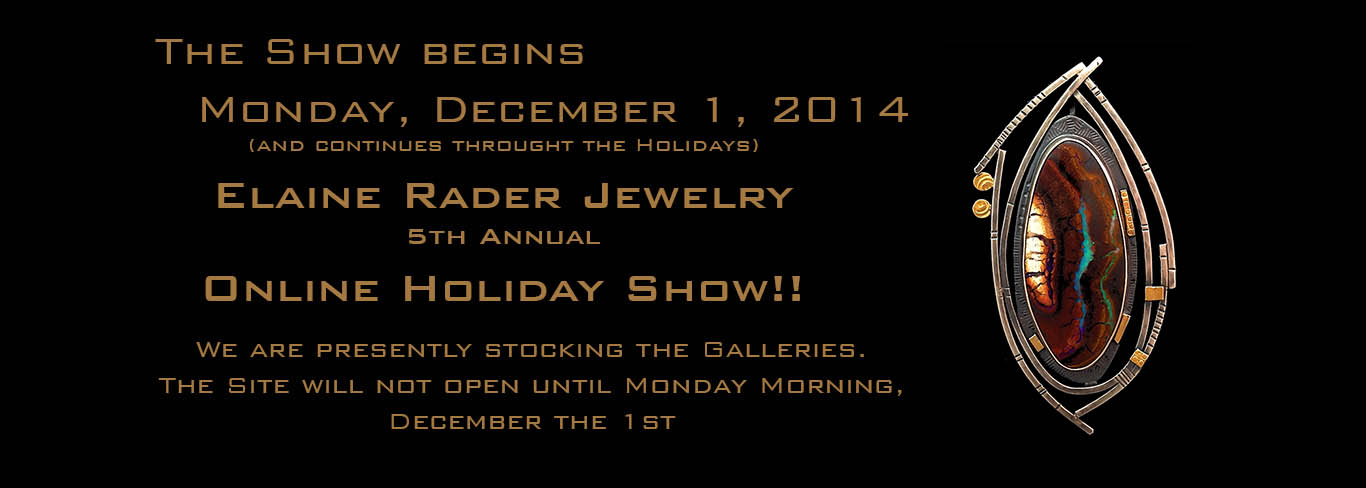 The Show begins
Monday, December 1, 2014
(and continues throught the Holidays)
Elaine Rader Jewelry
5th Annual
Online Holiday Show!!
We are presently stocking the Galleries.
The Site will not open until Monday Morning,
December the 1st